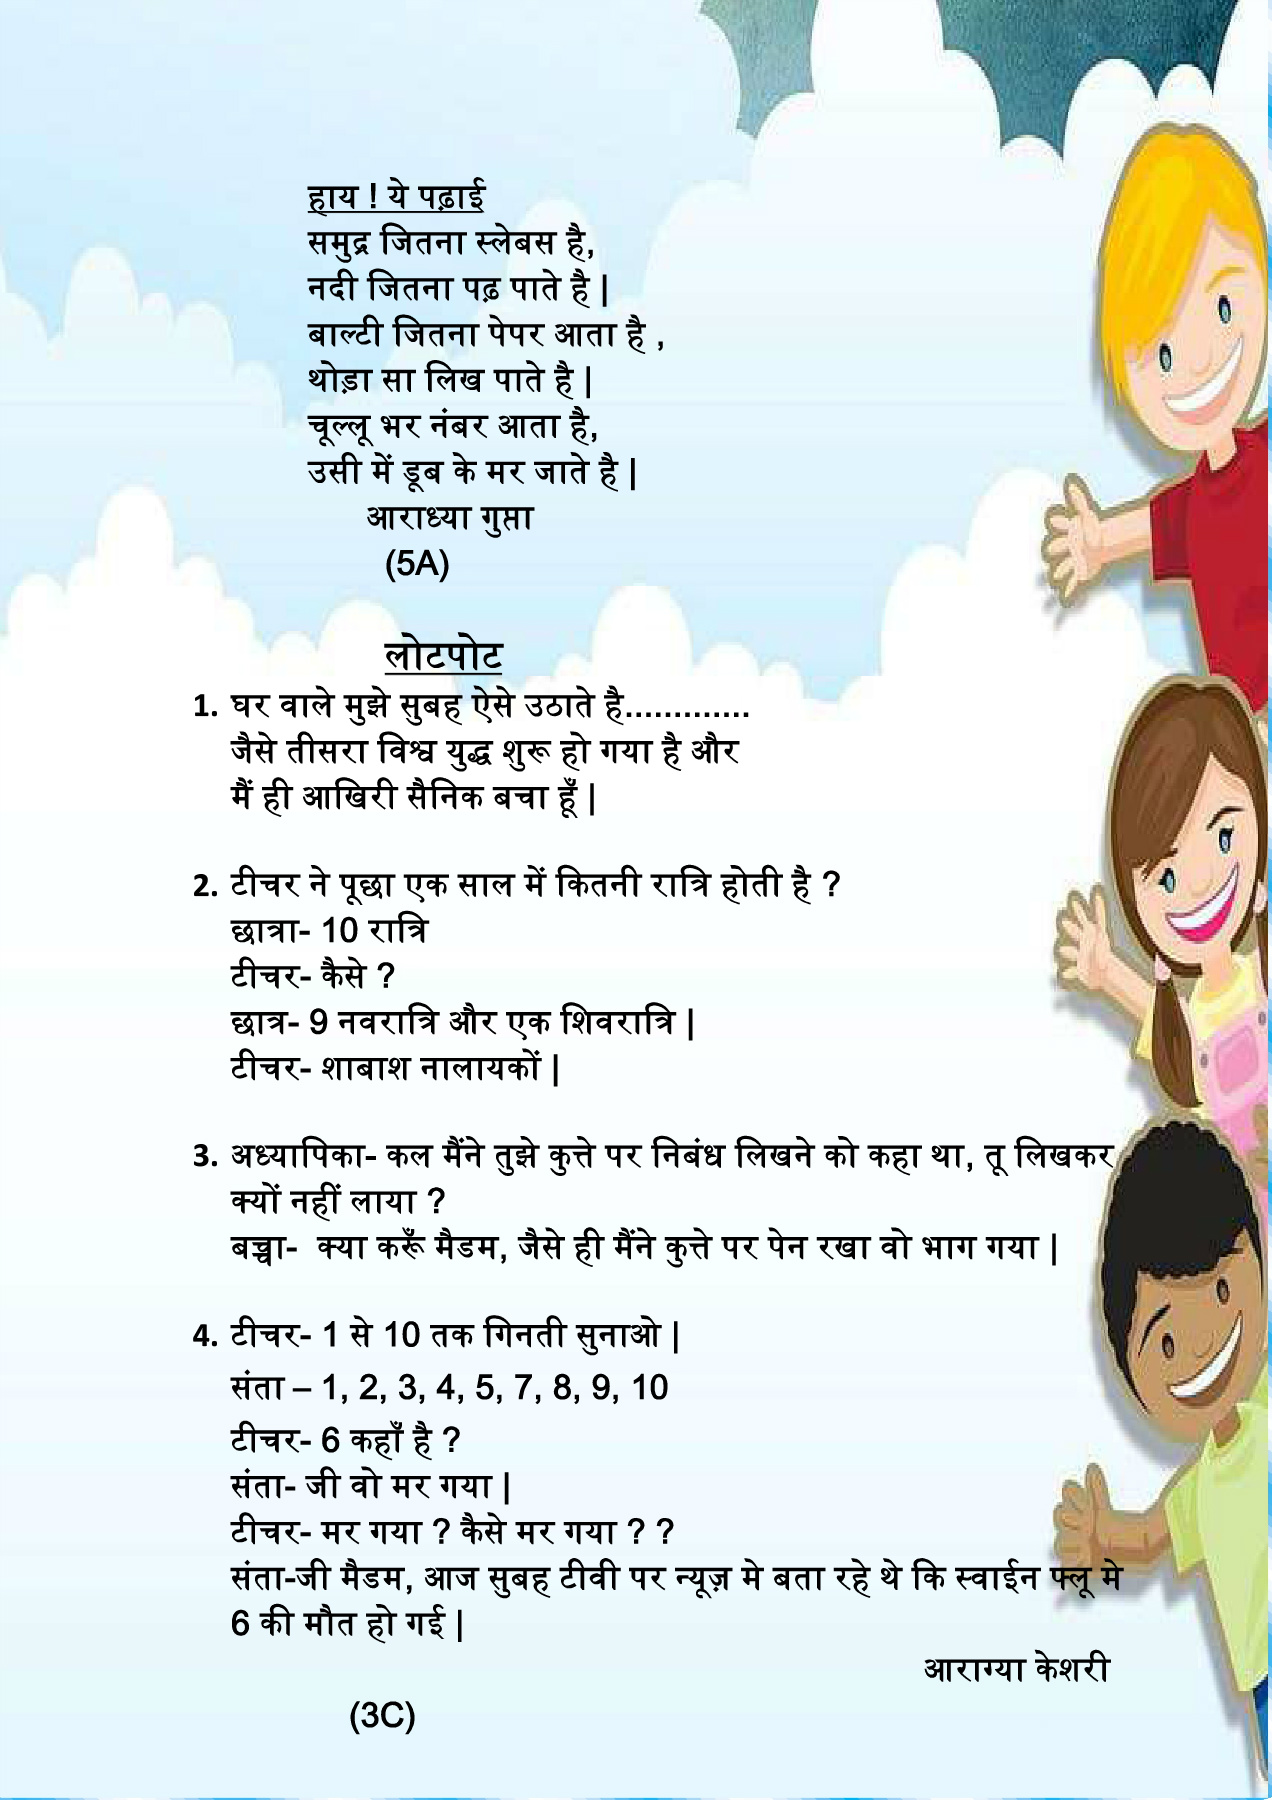 हाय ! ये पढ़ाई
समुद्र जितना स्लेबस है,
नदी जितना पढ़ पाते है |
बाल्टी जितना पेपर आता है ,
थोड़ा सा लिख पाते है |
चूल्लू भर नंबर आता है,
उसी में डूब के मर जाते है |
आराध्या गुप्ता
(5A)
लोटपोट
1. घर वाले मुझे सुबह ऐसे उठाते है.............
जैसे तीसरा विश्व युद्ध शुरू हो गया है और
मैं ही आखिरी सैनिक बचा हूँ |
2. टीचर ने पूछा एक साल में कितनी रात्रि होती है ?
छात्रा- 10 रात्रि
टीचर- कैसे ?
छात्र- 9 नवरात्रि और एक शिवरात्रि |
टीचर- शाबाश नालायकों |
3. अध्यापिका- कल मैंने तुझे कुत्ते पर निबंध लिखने को कहा था, तू लिखकर
क्यों नहीं लाया ?
बच्चा-  क्या करूँ मैडम, जैसे ही मैंने कुत्ते पर पेन रखा वो भाग गया |
4. टीचर- 1 से 10 तक गिनती सुनाओ |
संता – 1, 2, 3, 4, 5, 7, 8, 9, 10
टीचर- 6 कहाँ है ?
संता- जी वो मर गया |
टीचर- मर गया ? कैसे मर गया ? ?
संता-जी मैडम, आज सुबह टीवी पर न्यूज़ मे बता रहे थे कि स्वाईन फ्लू मे
6 की मौत हो गई |
आराग्या केशरी
(3C)